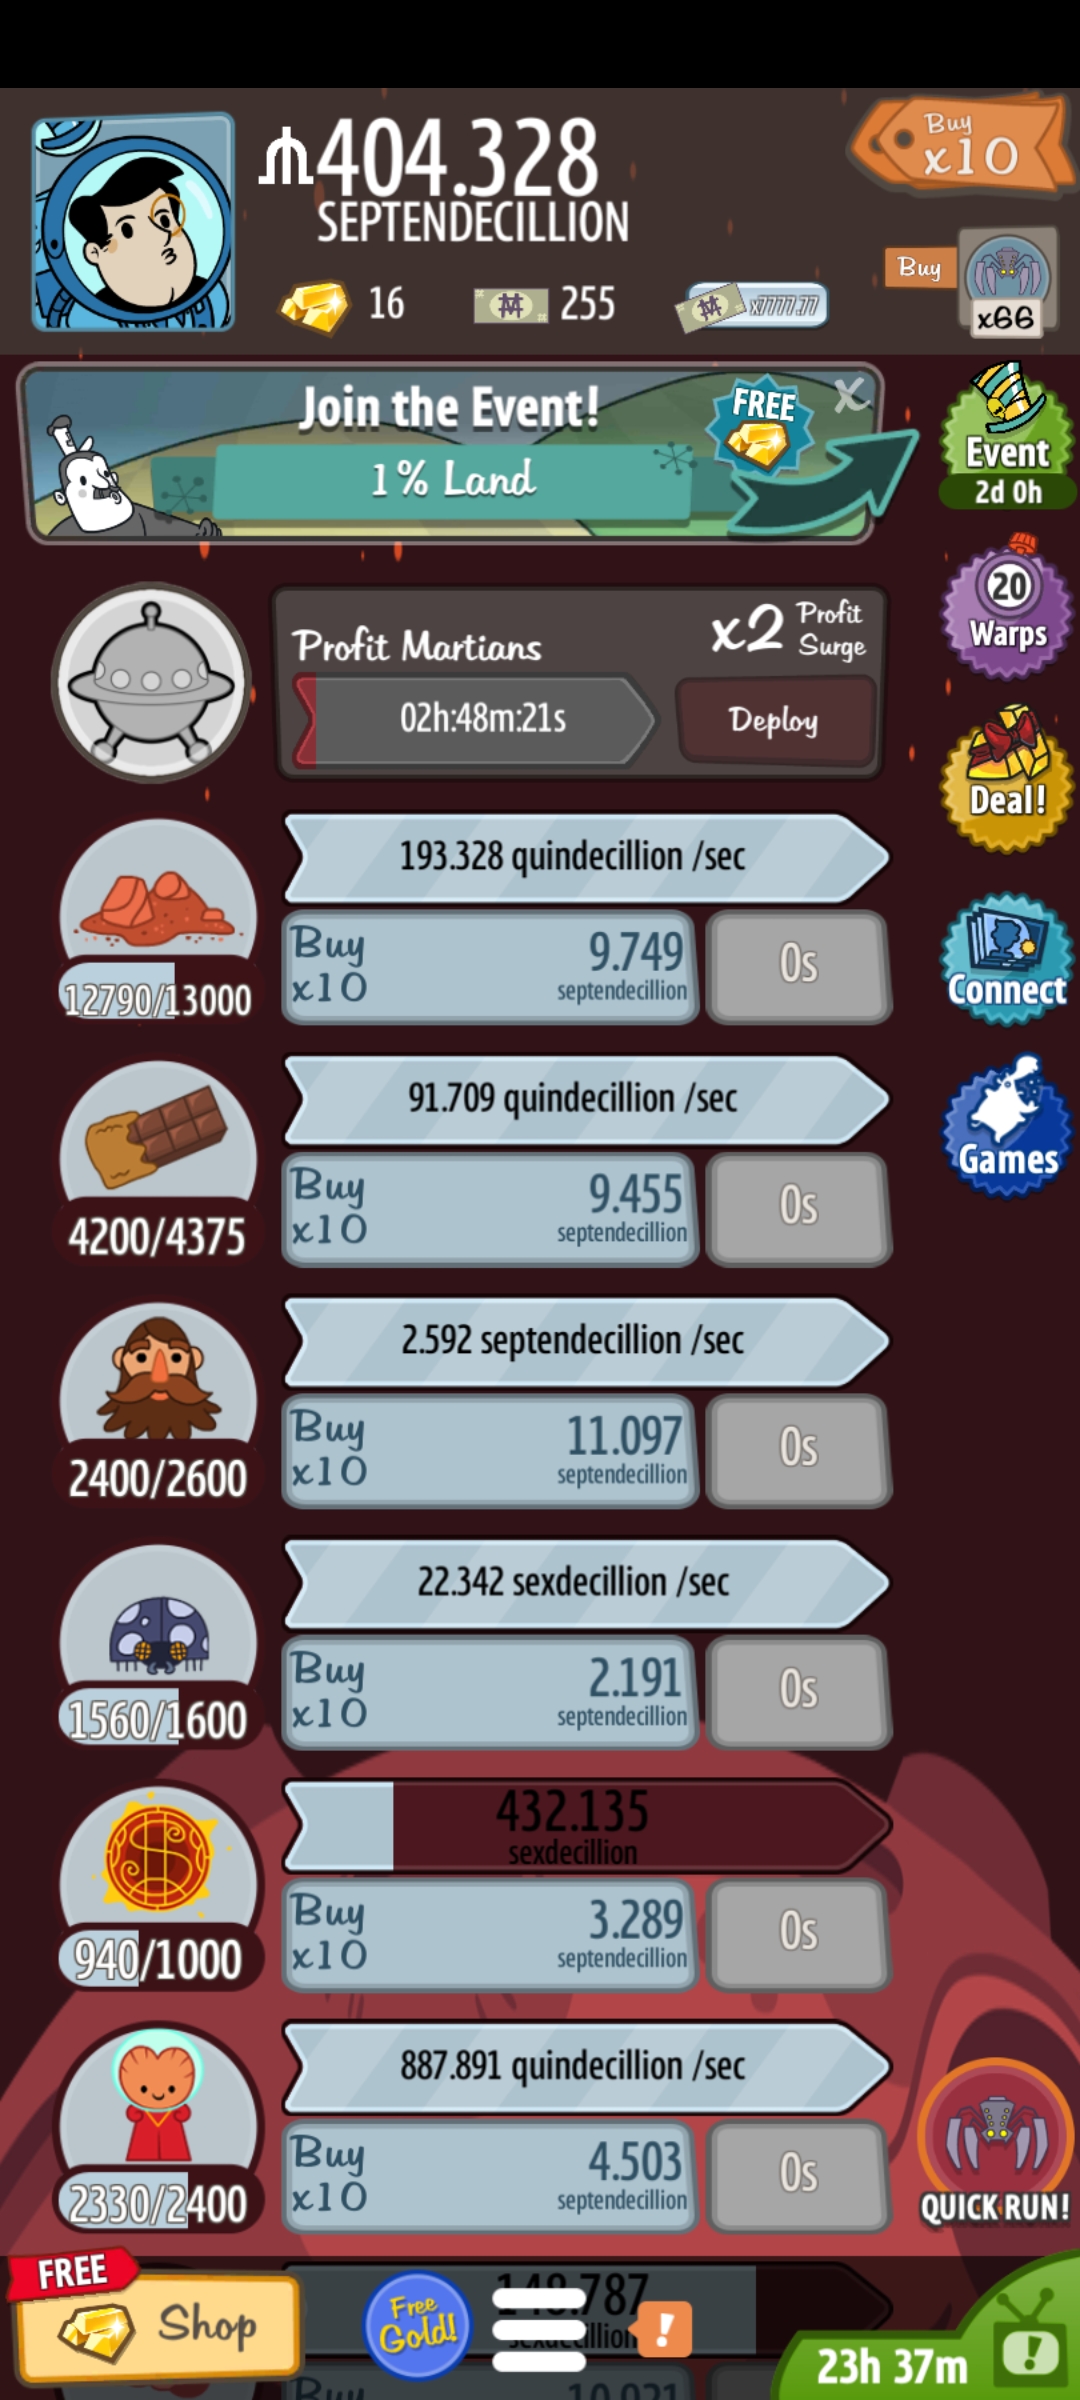 404.328
SEPTENDECILLION
Buy
x10
16
255
x7777.77
Buy
x66
Join the Event!
1% Land
FREE
X
Event
2d 0h
Profit Martians
x2 Profit
Surge
02h:48m:21s
Deploy
20
Warps
Deal!
193.328 quindecillion /sec
12790/13000
Buy
x10
9.749
septendecillion
0s
Connect
91.709 quindecillion /sec
4200/4375
Buy
x10
9.455
septendecillion
0s
Games
2.592 septendecillion /sec
2400/2600
Buy
x10
11.097
septendecillion
0s
22.342 sexdecillion /sec
1560/1600
Buy
x10
2.191
septendecillion
0s
432.135
sexdecillion
940/1000
Buy
x10
3.289
septendecillion
0s
887.891 quindecillion /sec
2330/2400
Buy
x10
4.503
septendecillion
0s
QUICK RUN!
FREE
Shop
Free
Gold!
!
23h 37m
!